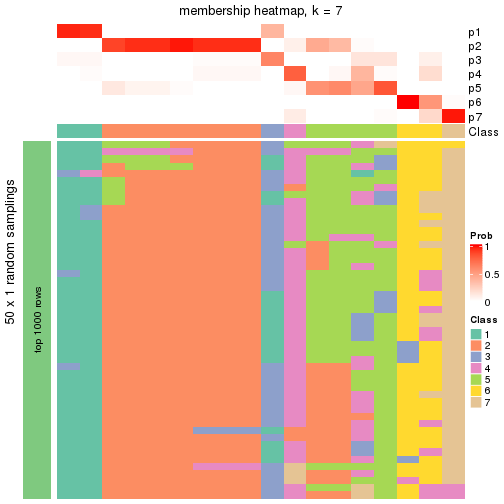 membership heatmap, k = 7
p1
p2
p3
p4
p5
p6
p7
Class
50 x 1 random samplings
top 1000 rows
Prob
1
0.5
0
Class
1
2
3
4
5
6
7